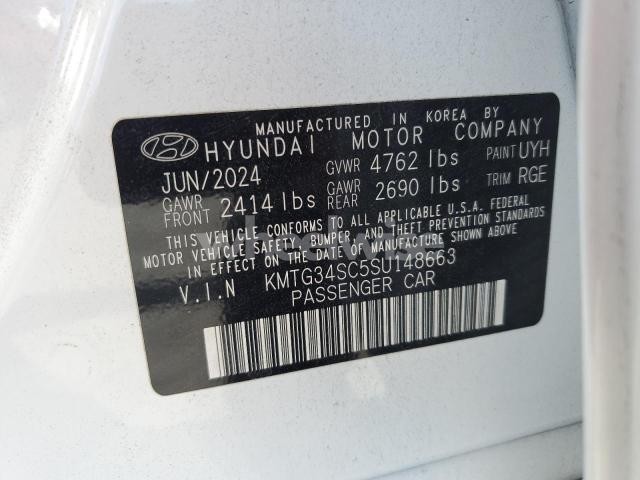 MANUFACTURED IN KOREA BY
HYUNDAI MOTOR COMPANY
JUN/2024 GVWR 4762 lbs PAINT UYH
GAWR FRONT 2414 lbs GAWR REAR 2690 lbs TRIM RGE
THIS VEHICLE CONFORMS TO ALL APPLICABLE U.S.A. FEDERAL
MOTOR VEHICLE SAFETY, BUMPER, AND THEFT PREVENTION STANDARDS
IN EFFECT ON THE DATE OF MANUFACTURE SHOWN ABOVE.
V.I.N KMTG34SC5SU148663
PASSENGER CAR